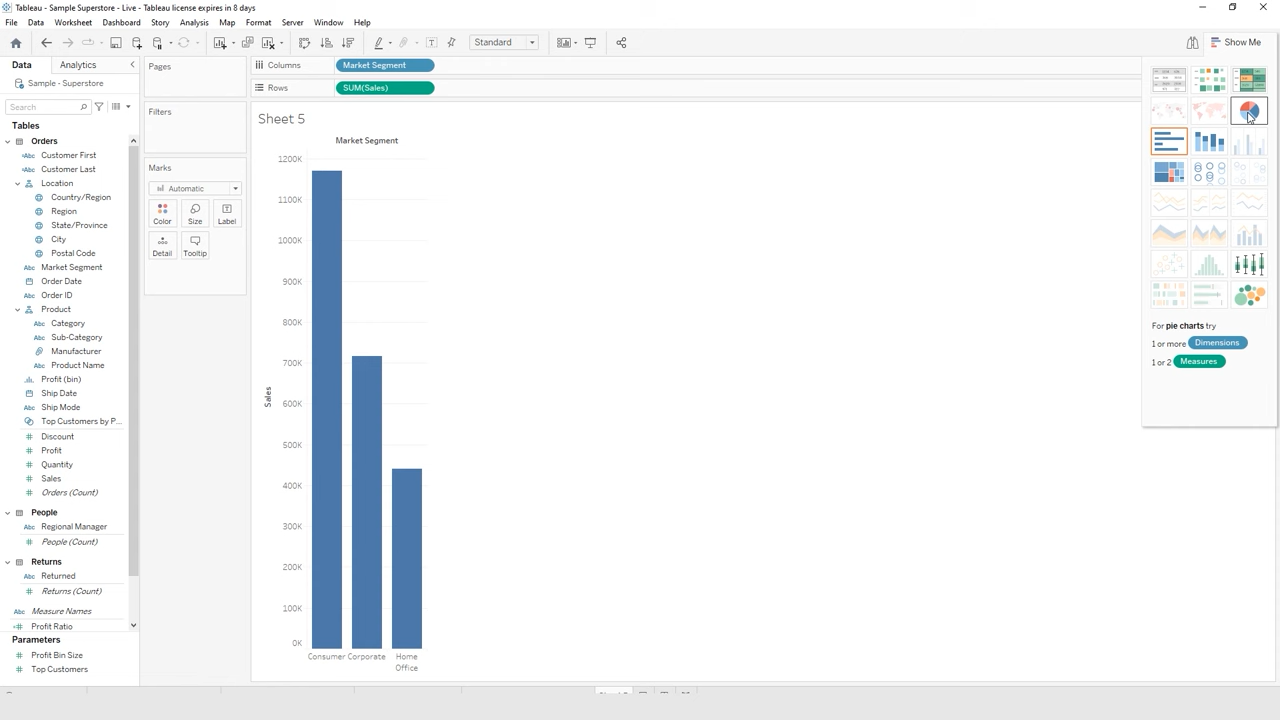 Tableau - Sample Superstore - Live - Tableau license expires in 8 days
File Data Worksheet Dashboard Story Analysis Map Format Server Window Help
Standard
Show Me
Data Analytics
Sample - Superstore
Search
Tables
Orders
Customer First
Customer Last
Location
Country/Region
Region
State/Province
City
Postal Code
Market Segment
Order Date
Order ID
Product
Category
Sub-Category
Manufacturer
Product Name
Profit (bin)
Ship Date
Ship Mode
Top Customers by P...
Discount
Profit
Quantity
Sales
Orders (Count)
People
Regional Manager
People (Count)
Returns
Returned
Returns (Count)
Measure Names
Profit Ratio
Parameters
Profit Bin Size
Top Customers
Pages
Filters
Marks
Automatic
Color Size Label
Detail Tooltip
Columns Market Segment
Rows SUM(Sales)
Sheet 5
Market Segment
1200K
1100K
1000K
900K
800K
700K
600K
500K
400K
300K
200K
100K
0K
Sales
Consumer Corporate Home
Office
For pie charts try
1 or more Dimensions
1 or 2 Measures